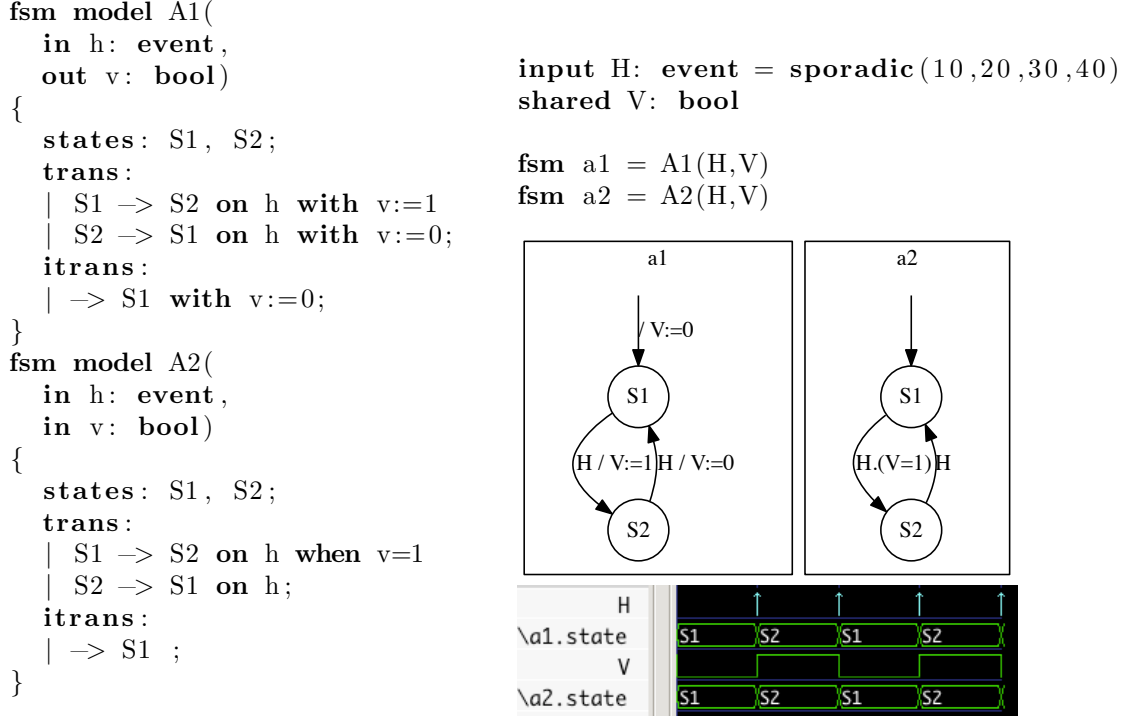 fsm model A1(
in h: event,
out v: bool)
{
states: S1, S2;
trans:
| S1 -> S2 on h with v:=1
| S2 -> S1 on h with v:=0;
itrans:
| -> S1 with v:=0;
}
fsm model A2(
in h: event,
in v: bool)
{
states: S1, S2;
trans:
| S1 -> S2 on h when v=1
| S2 -> S1 on h;
itrans:
| -> S1 ;
}
input H: event = sporadic(10,20,30,40)
shared V: bool
fsm a1 = A1(H,V)
fsm a2 = A2(H,V)
a1
/ V:=0
S1
H / V:=1 H / V:=0
S2
a2
S1
H.(V=1) H
S2
H
\a1.state S1 S2 S1 S2
V
\a2.state S1 S2 S1 S2